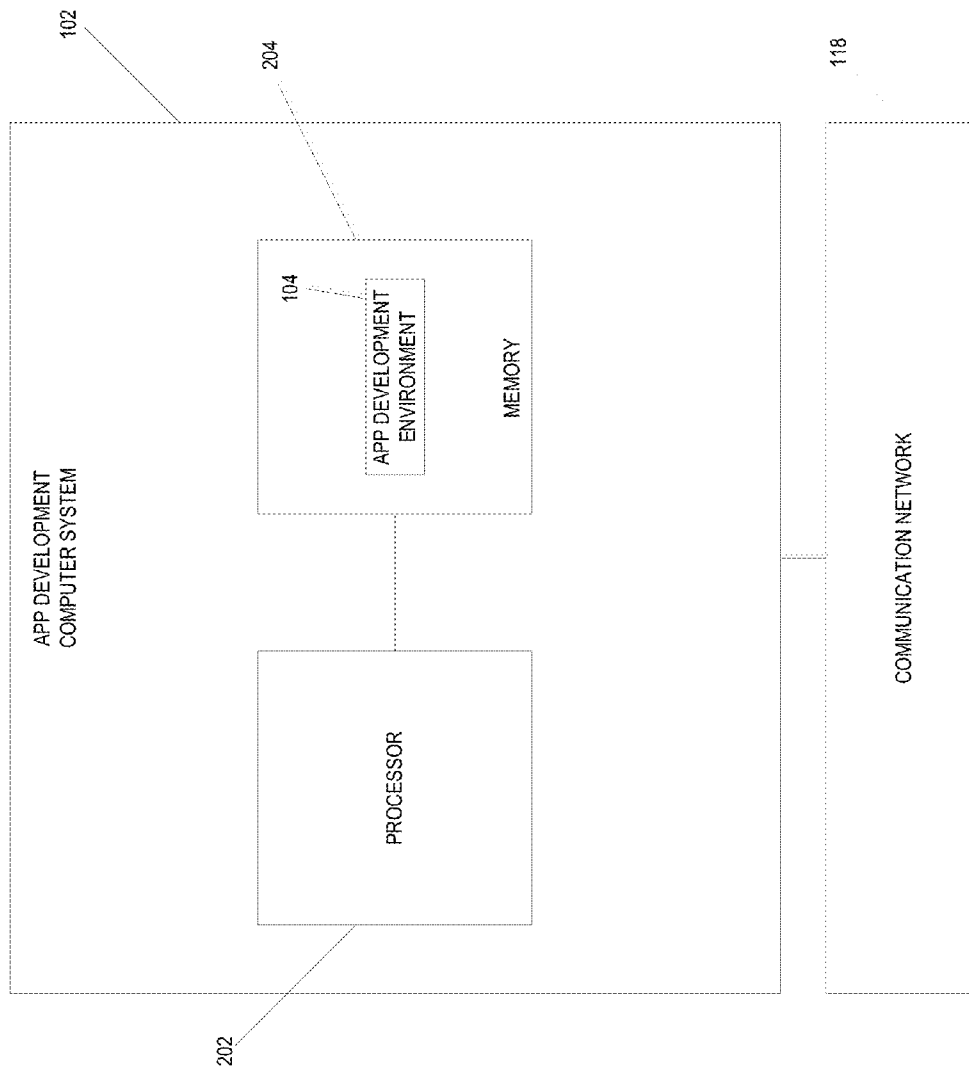 102
APP DEVELOPMENT
COMPUTER SYSTEM
204
104
APP DEVELOPMENT
ENVIRONMENT
MEMORY
PROCESSOR
202
118
COMMUNICATION NETWORK